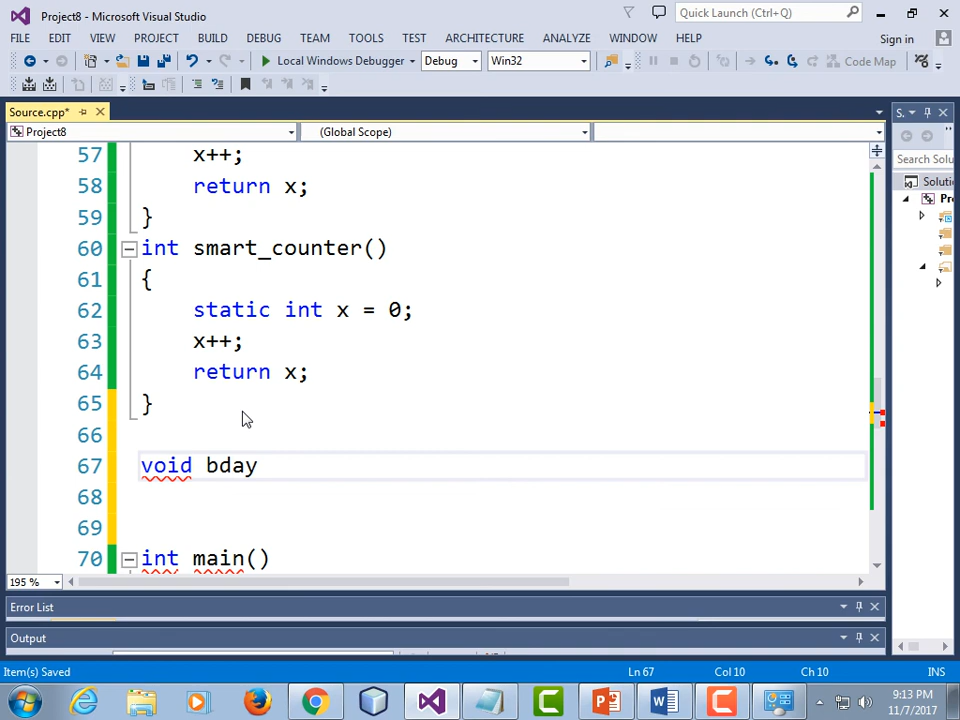 Project8 - Microsoft Visual Studio
Quick Launch (Ctrl+Q)
FILE EDIT VIEW PROJECT BUILD DEBUG TEAM TOOLS TEST ARCHITECTURE ANALYZE WINDOW HELP Sign in
Local Windows Debugger Debug Win32 Code Map
Source.cpp* S.
Project8 (Global Scope)
Search Solu
57 x++;
58 return x;
59 }
60 int smart_counter()
61 {
62 static int x = 0;
63 x++;
64 return x;
65 }
66
67 void bday
68
69
70 int main()
Solutio
Pr
195 %
Error List
Output
Item(s) Saved Ln 67 Col 10 Ch 10 INS
9:13 PM
11/7/2017